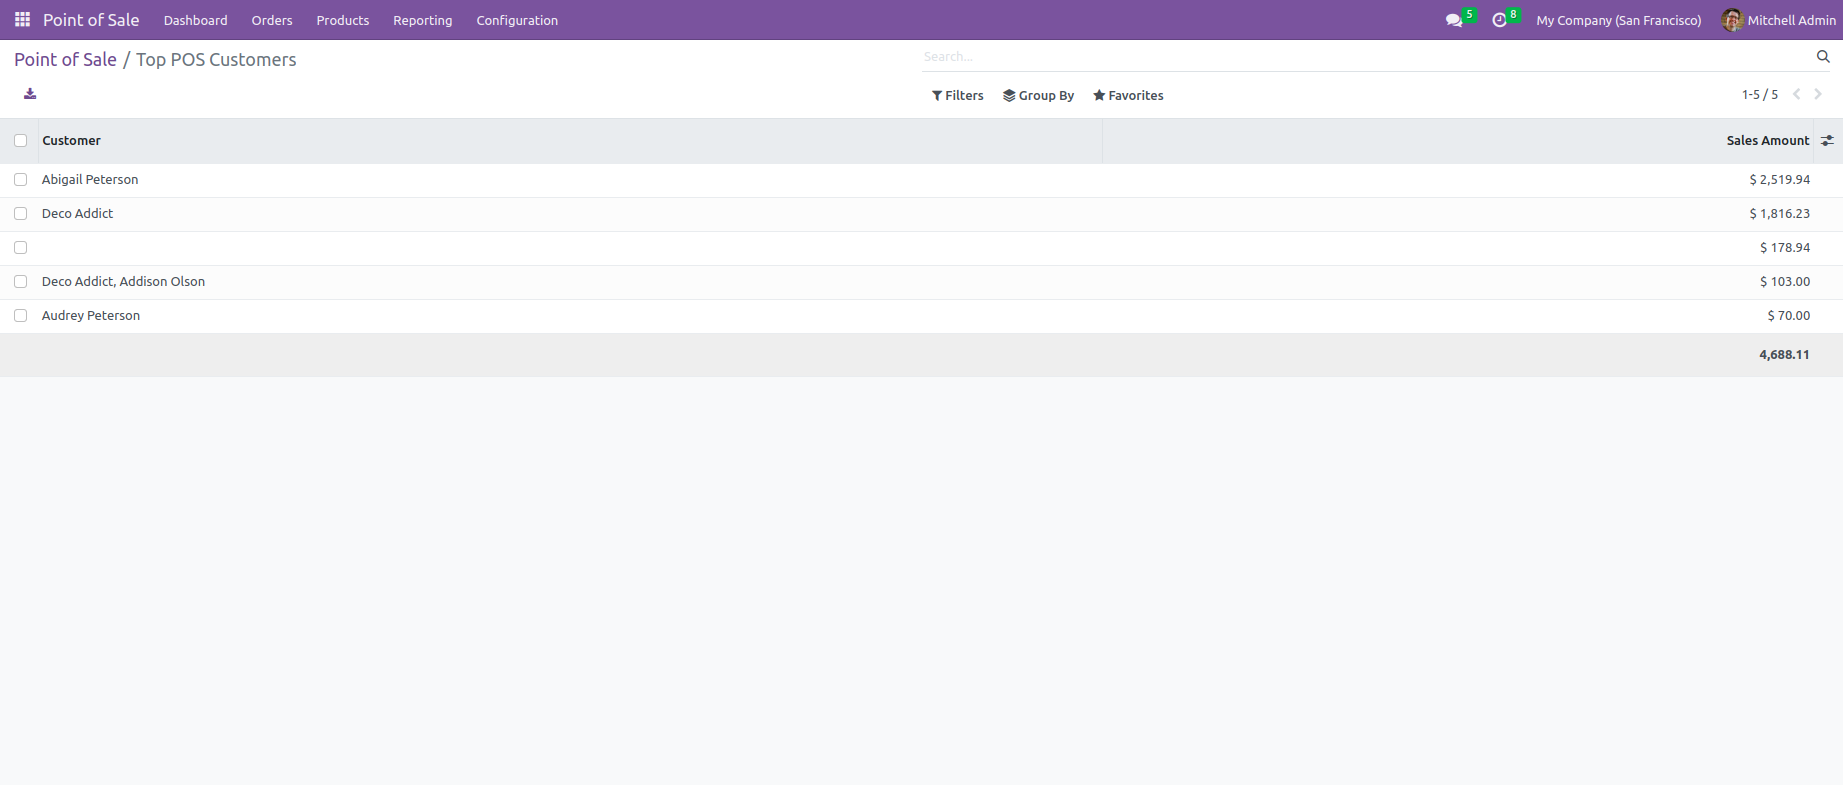 Point of Sale Dashboard Orders Products Reporting Configuration 5 8 My Company (San Francisco) Mitchell Admin
Point of Sale / Top POS Customers Search...
Filters Group By Favorites 1-5 / 5
Customer Sales Amount
Abigail Peterson $ 2,519.94
Deco Addict $ 1,816.23
$ 178.94
Deco Addict, Addison Olson $ 103.00
Audrey Peterson $ 70.00
4,688.11